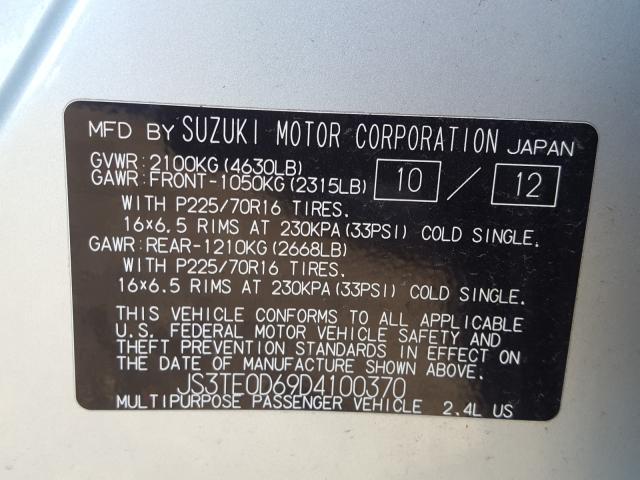 MFD BY SUZUKI MOTOR CORPORATION JAPAN
GVWR: 2100KG (4630LB)
GAWR: FRONT-1050KG (2315LB) 10 / 12
WITH P225/70R16 TIRES.
16×6.5 RIMS AT 230KPA (33PSI) COLD SINGLE.
GAWR: REAR-1210KG (2668LB)
WITH P225/70R16 TIRES.
16×6.5 RIMS AT 230KPA (33PSI) COLD SINGLE.
THIS VEHICLE CONFORMS TO ALL APPLICABLE
U.S. FEDERAL MOTOR VEHICLE SAFETY AND
THEFT PREVENTION STANDARDS IN EFFECT ON
THE DATE OF MANUFACTURE SHOWN ABOVE.
JS3TE0D69D4100370
MULTIPURPOSE PASSENGER VEHICLE 2.4L US